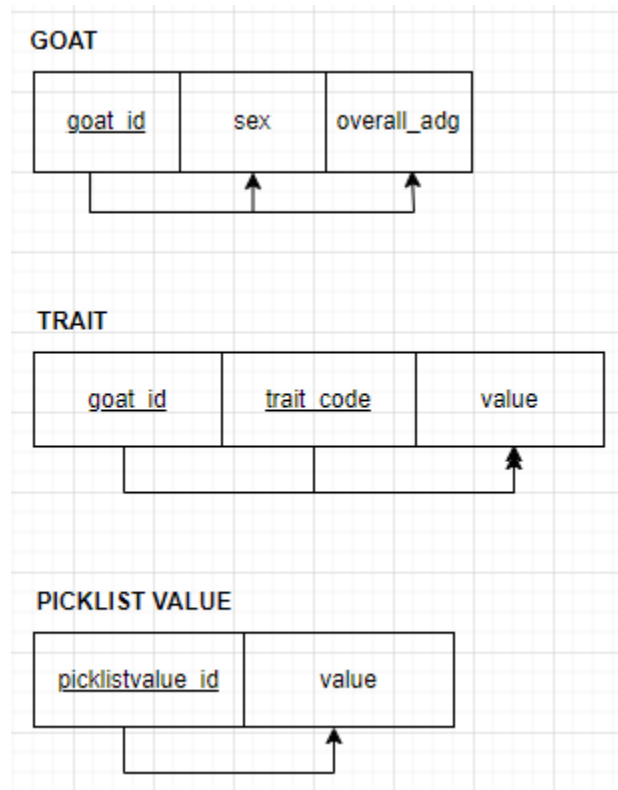 GOAT
goat_id sex overall_adg
TRAIT
goat_id trait_code value
PICKLIST VALUE
picklistvalue_id value